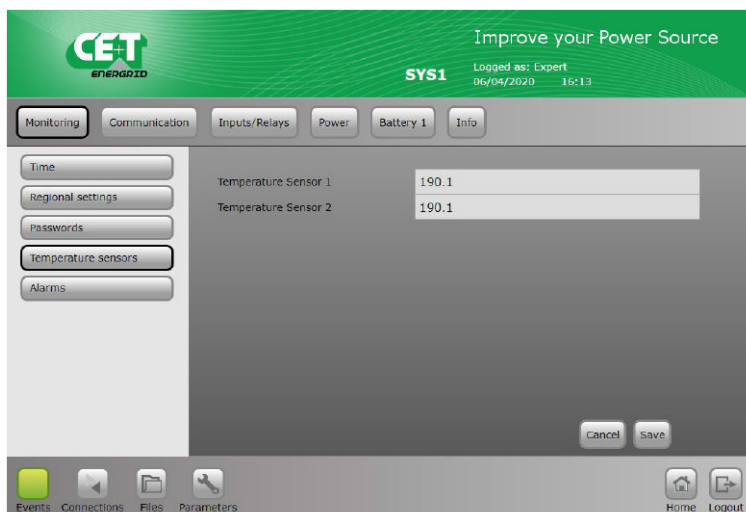 CE+T
ENERGRID
Improve your Power Source
SYS1
Logged as: Expert
06/04/2020 16:13
Monitoring
Communication
Inputs/Relays
Power
Battery 1
Info
Time
Regional settings
Passwords
Temperature sensors
Alarms
Temperature Sensor 1
190.1
Temperature Sensor 2
190.1
Cancel
Save
Events
Connections
Files
Parameters
Home
Logout